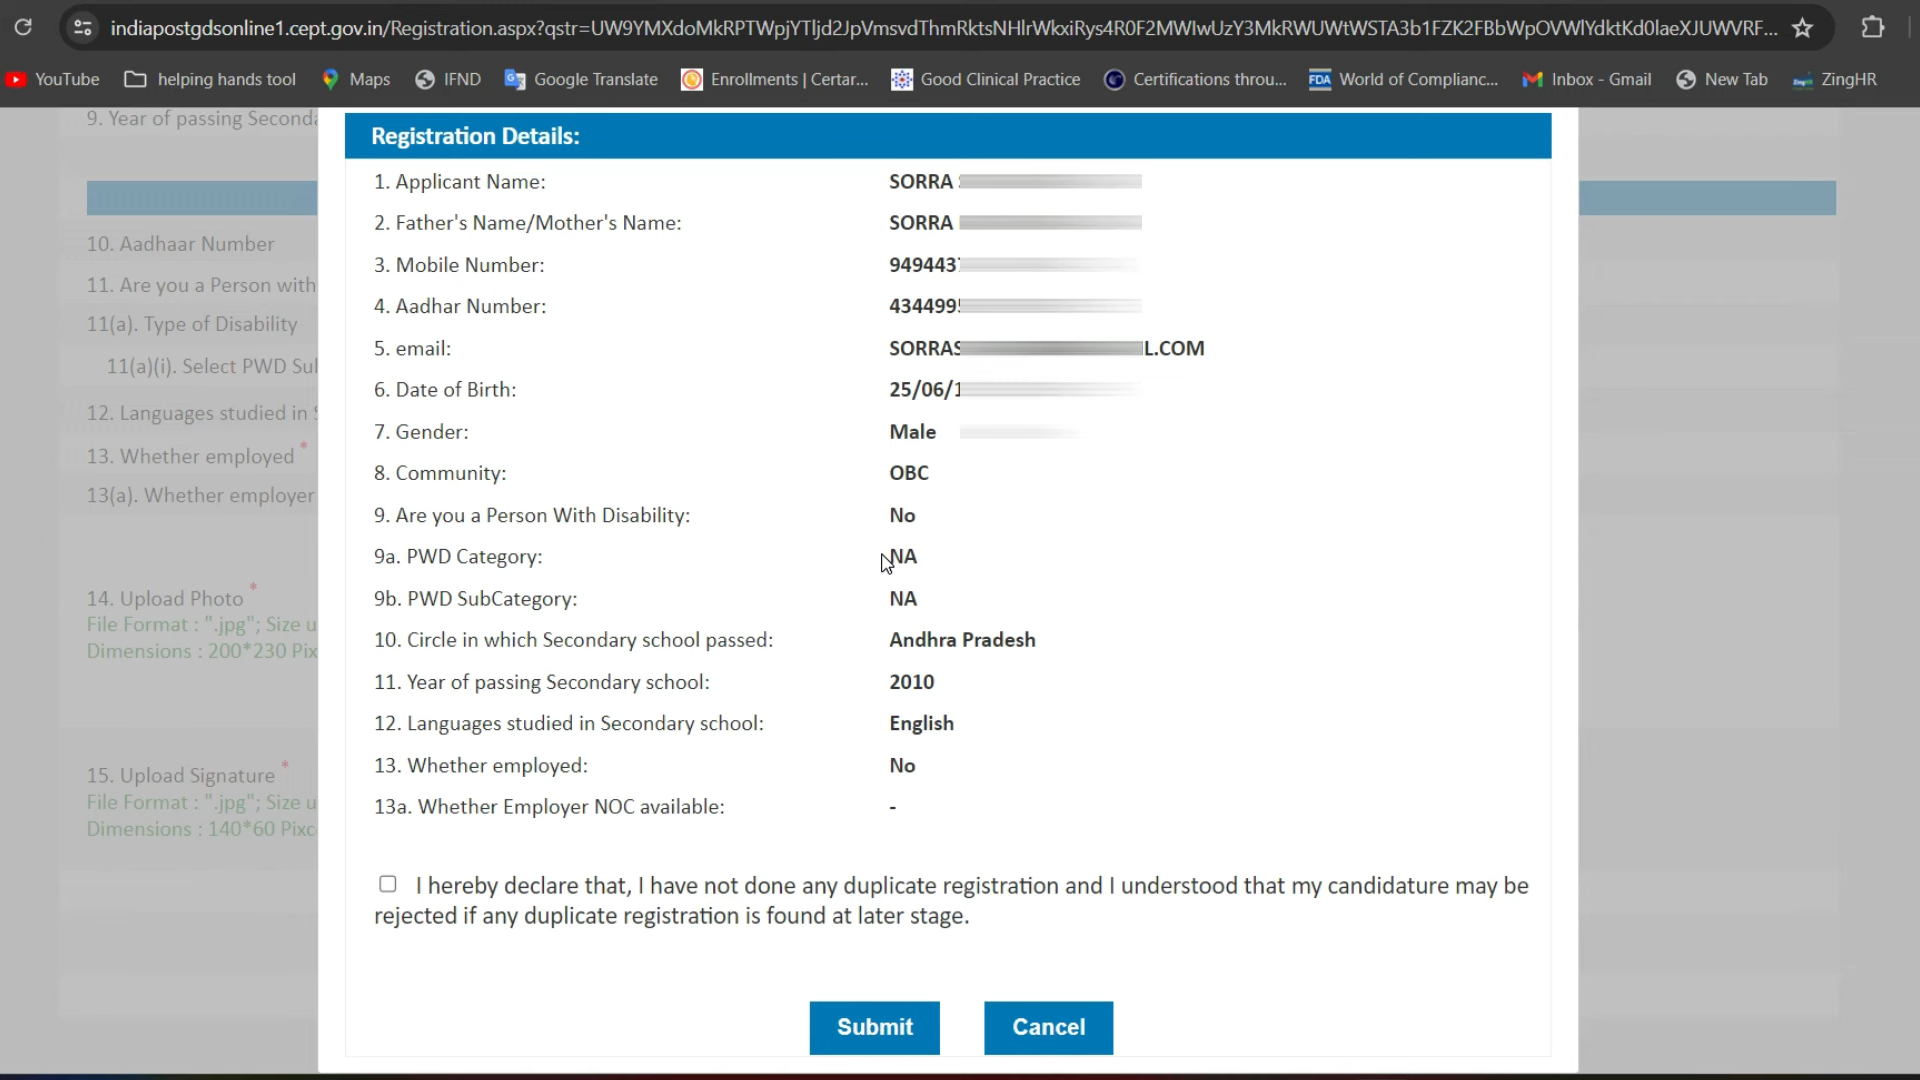 indiapostgdsonline1.cept.gov.in/Registration.aspx?qstr=UW9YMXdoMkRPTWpjYTljd2JpVmsvdThmRktsNHlrWkxiRys4R0F2MWlwUzY3MkRWUWtWSTA3b1FZK2FBbWpOVWlYdktKd0laeXJUWVRF...
YouTube helping hands tool Maps IFND Google Translate Enrollments | Certar... Good Clinical Practice Certifications throu... FDA World of Complianc... Inbox - Gmail New Tab ZingHR
9. Year of passing
Registration Details:
1. Applicant Name: SORRA
2. Father's Name/Mother's Name: SORRA
10. Aadhaar Number
3. Mobile Number: 949443
11. Are you a Person with
4. Aadhar Number: 434499
11(a). Type of Disability
5. email: SORRAS L.COM
11(a)(i). Select PWD
6. Date of Birth: 25/06/1
12. Languages studied in
7. Gender: Male
13. Whether employed *
8. Community: OBC
13(a). Whether employer
9. Are you a Person With Disability: No
9a. PWD Category: NA
14. Upload Photo *
9b. PWD SubCategory: NA
File Format : ".jpg"; Size
10. Circle in which Secondary school passed: Andhra Pradesh
Dimensions : 200*230
11. Year of passing Secondary school: 2010
12. Languages studied in Secondary school: English
13. Whether employed: No
15. Upload Signature *
File Format : ".jpg"; Size
13a. Whether Employer NOC available: -
Dimensions : 140*60
I hereby declare that, I have not done any duplicate registration and I understood that my candidature may be
rejected if any duplicate registration is found at later stage.
Submit Cancel